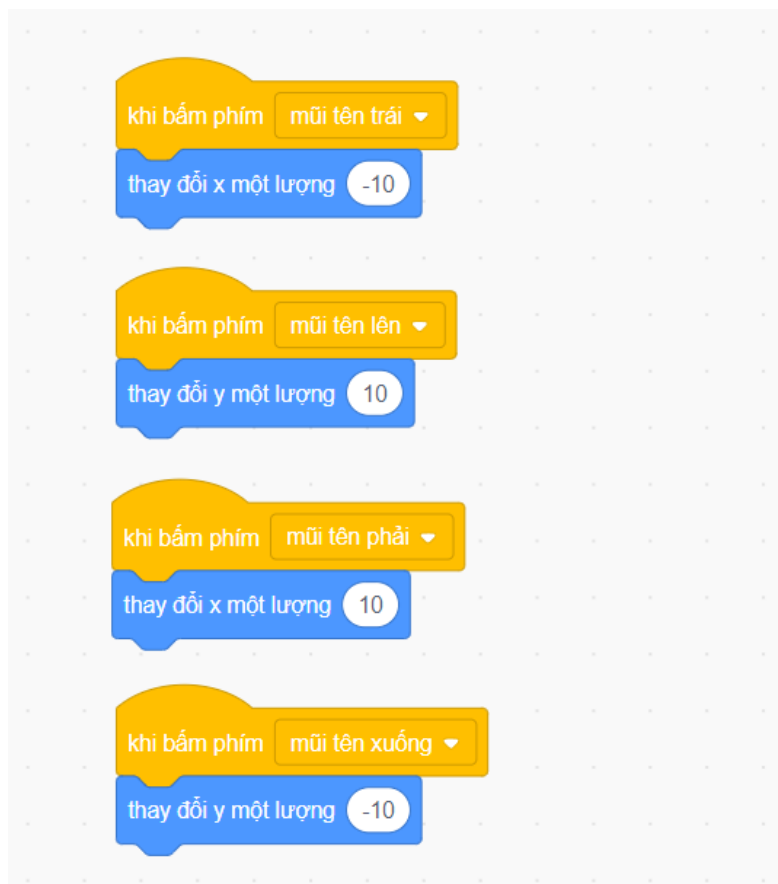 khi bấm phím mũi tên trái
thay đổi x một lượng -10
khi bấm phím mũi tên lên
thay đổi y một lượng 10
khi bấm phím mũi tên phải
thay đổi x một lượng 10
khi bấm phím mũi tên xuống
thay đổi y một lượng -10